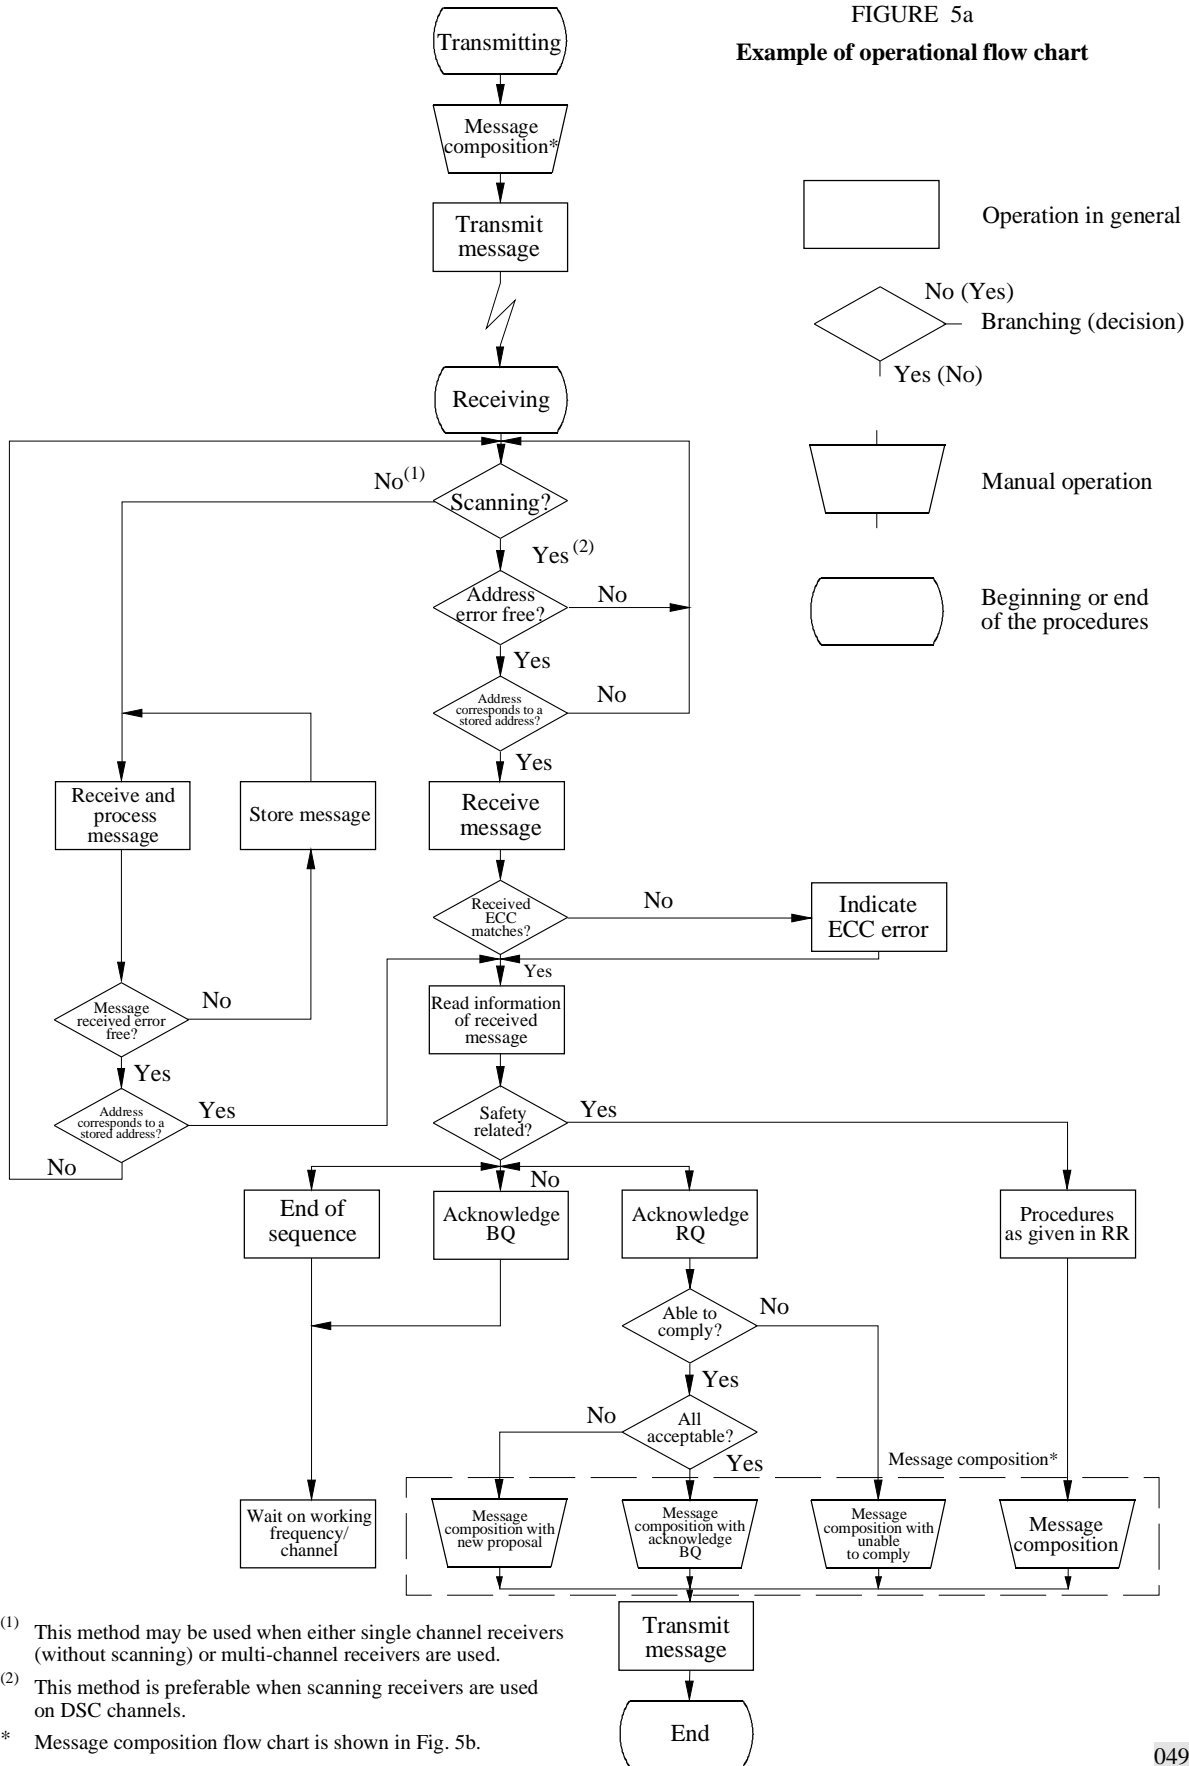 FIGURE 5a
Example of operational flow chart
Transmitting
Message
composition*
Transmit
message
Operation in general
No (Yes)
Branching (decision)
Yes (No)
Receiving
Manual operation
No(1)
Scanning?
Yes (2)
Address
error free?
No
Beginning or end
of the procedures
Yes
Address
corresponds to a
stored address?
No
Yes
Receive and
process
message
Store message
Receive
message
Received
ECC
matches?
No
Indicate
ECC error
Yes
Message
received error
free?
No
Read information
of received
message
Yes
Address
corresponds to a
stored address?
Yes
No
Safety
related?
Yes
No
End of
sequence
Acknowledge
BQ
Acknowledge
RQ
Procedures
as given in RR
Able to
comply?
No
Yes
All
acceptable?
No
Yes
Message composition*
Wait on working
frequency/
channel
Message
composition with
new proposal
Message
composition with
acknowledge
BQ
Message
composition with
unable
to comply
Message
composition
Transmit
message
End
(1) This method may be used when either single channel receivers
(without scanning) or multi-channel receivers are used.
(2) This method is preferable when scanning receivers are used
on DSC channels.
* Message composition flow chart is shown in Fig. 5b.
049